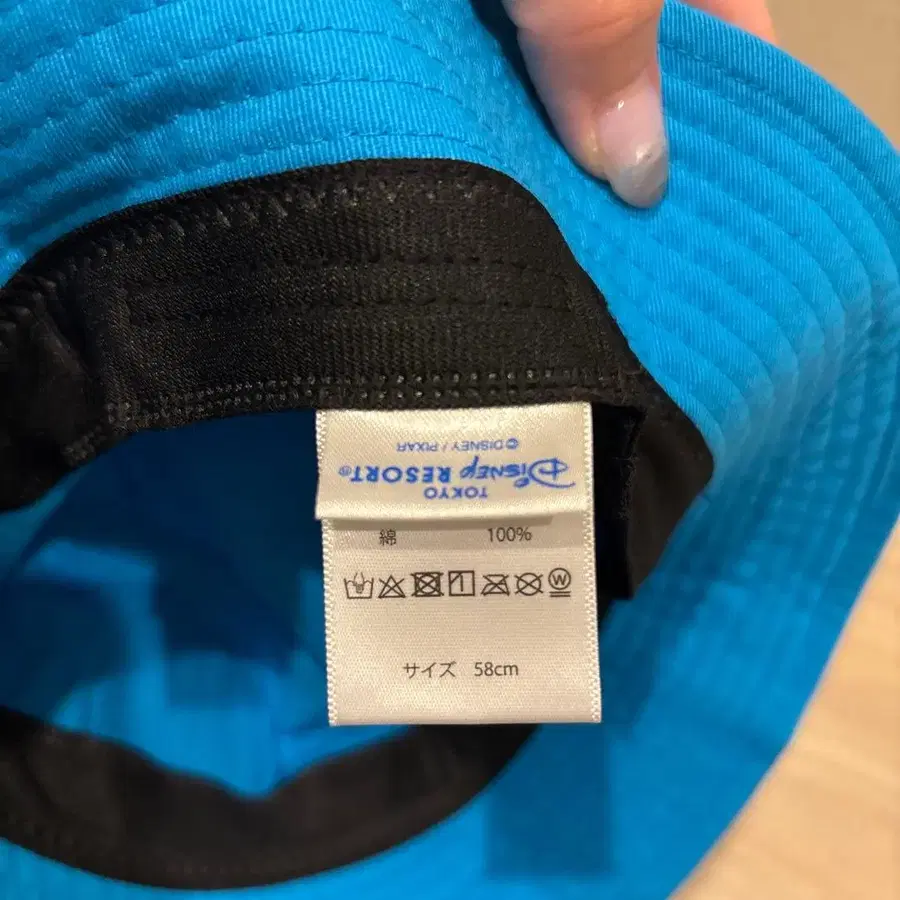 TOKYO
Disney RESORT®
©DISNEY / PIXAR
綿 100%
サイズ 58cm